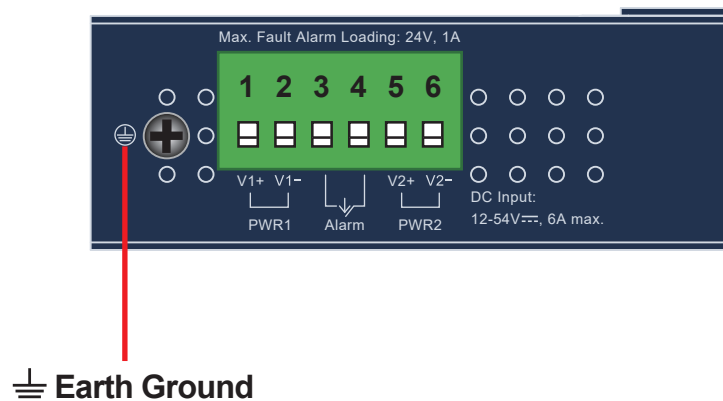 Max. Fault Alarm Loading: 24V, 1A
1 2 3 4 5 6
V1+ V1- V2+ V2-
PWR1 Alarm PWR2
DC Input:
12-54V⎓, 6A max.
⏚ Earth Ground